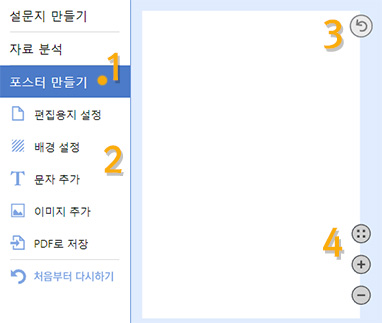 설문지 만들기
자료 분석
1
포스터 만들기
편집용지 설정
배경 설정
2
문자 추가
이미지 추가
PDF로 저장
처음부터 다시하기
3
4